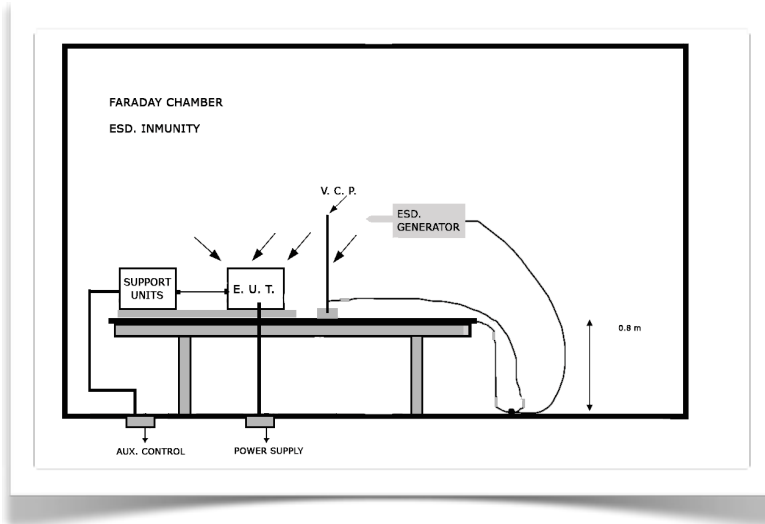 FARADAY CHAMBER
ESD. INMUNITY
V. C. P.
ESD.
GENERATOR
SUPPORT
UNITS
E. U. T.
0.8 m
AUX. CONTROL
POWER SUPPLY